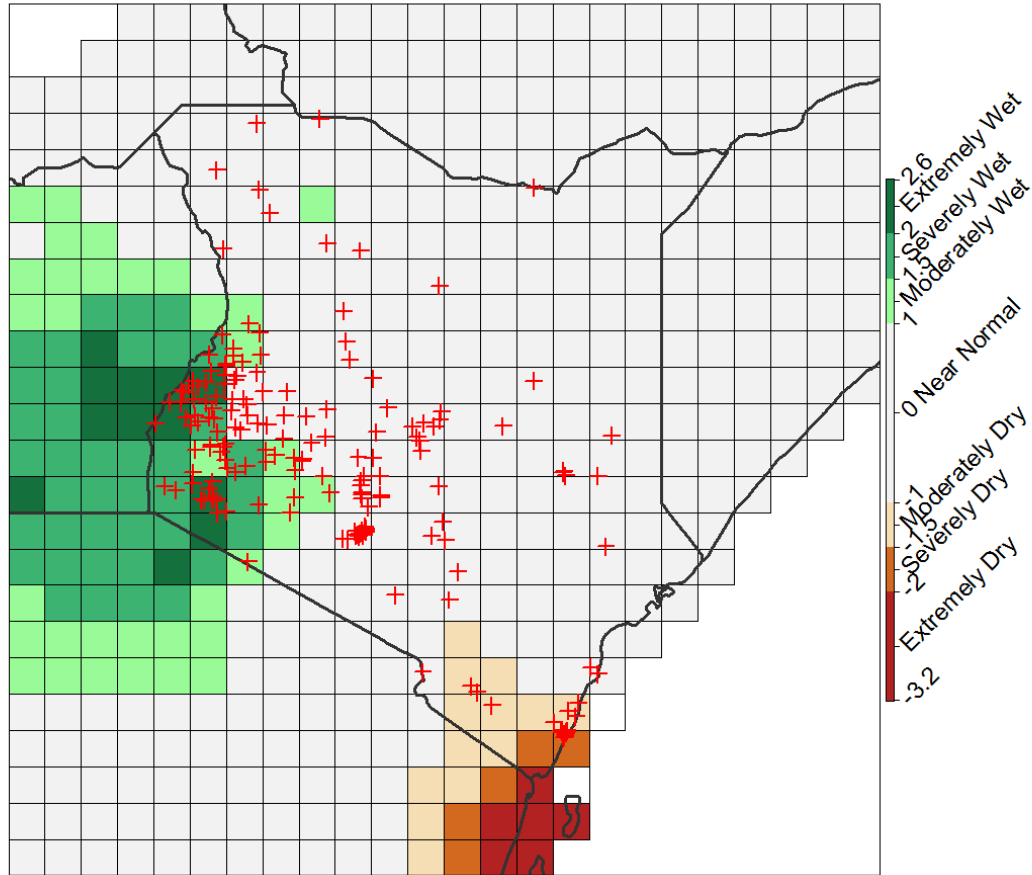 2.6
Extremely Wet
2
Severely Wet
1.5
Moderately Wet
1
0
Near Normal
-1
Moderately Dry
-1.5
Severely Dry
-2
Extremely Dry
-3.2